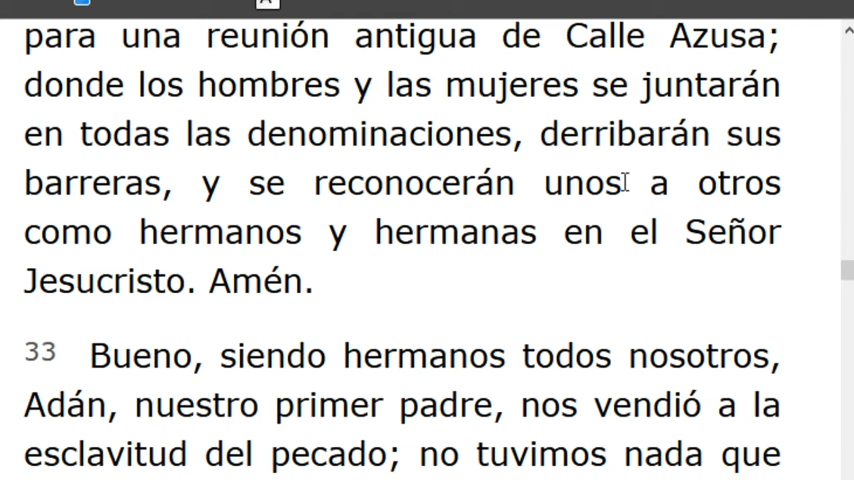 para una reunión antigua de Calle Azusa;
donde los hombres y las mujeres se juntarán
en todas las denominaciones, derribarán sus
barreras, y se reconocerán unos a otros
como hermanos y hermanas en el Señor
Jesucristo. Amén.
33 Bueno, siendo hermanos todos nosotros,
Adán, nuestro primer padre, nos vendió a la
esclavitud del pecado; no tuvimos nada que